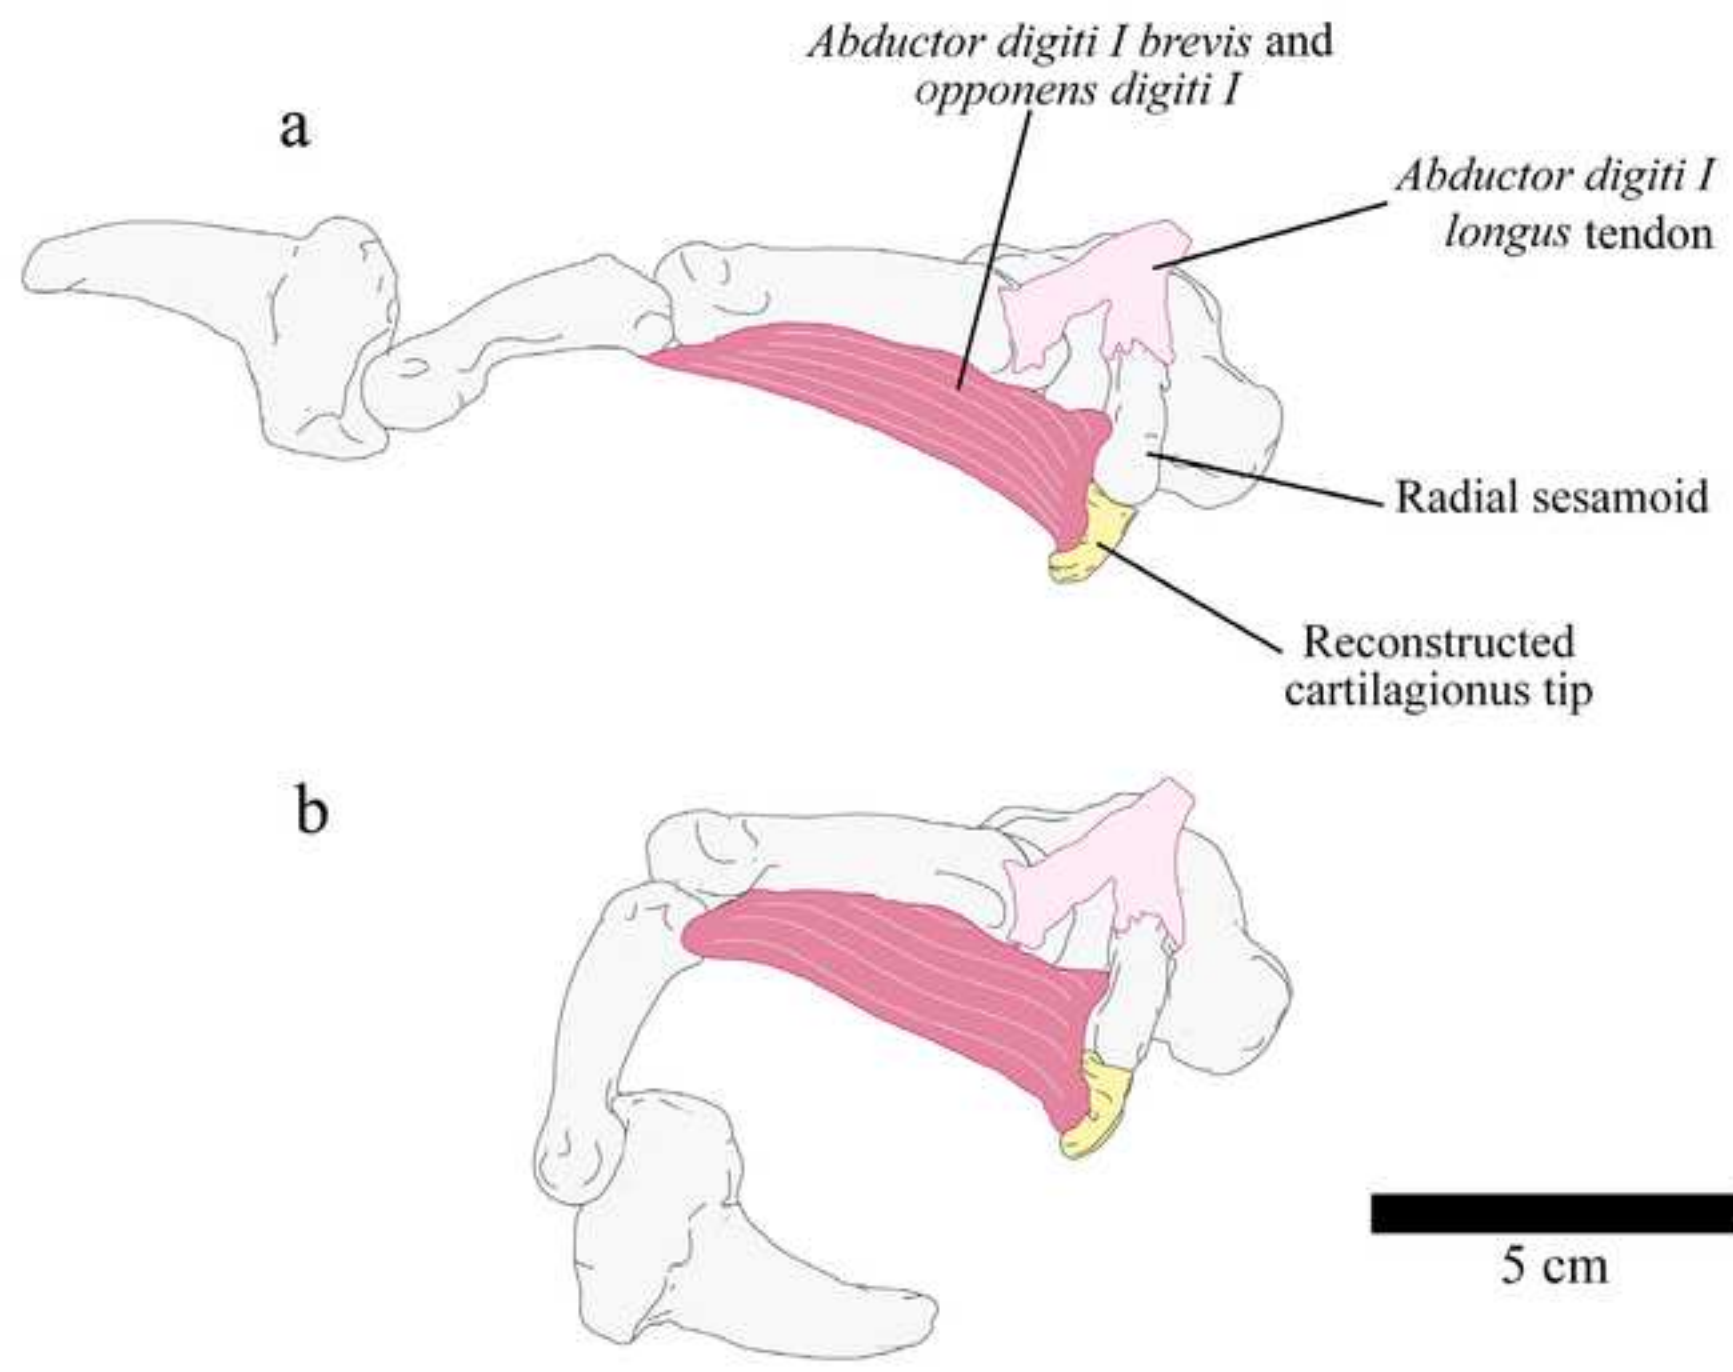 Abductor digiti I brevis and
opponens digiti I
a
Abductor digiti I
longus tendon
Radial sesamoid
Reconstructed
cartilagionus tip
b
5 cm